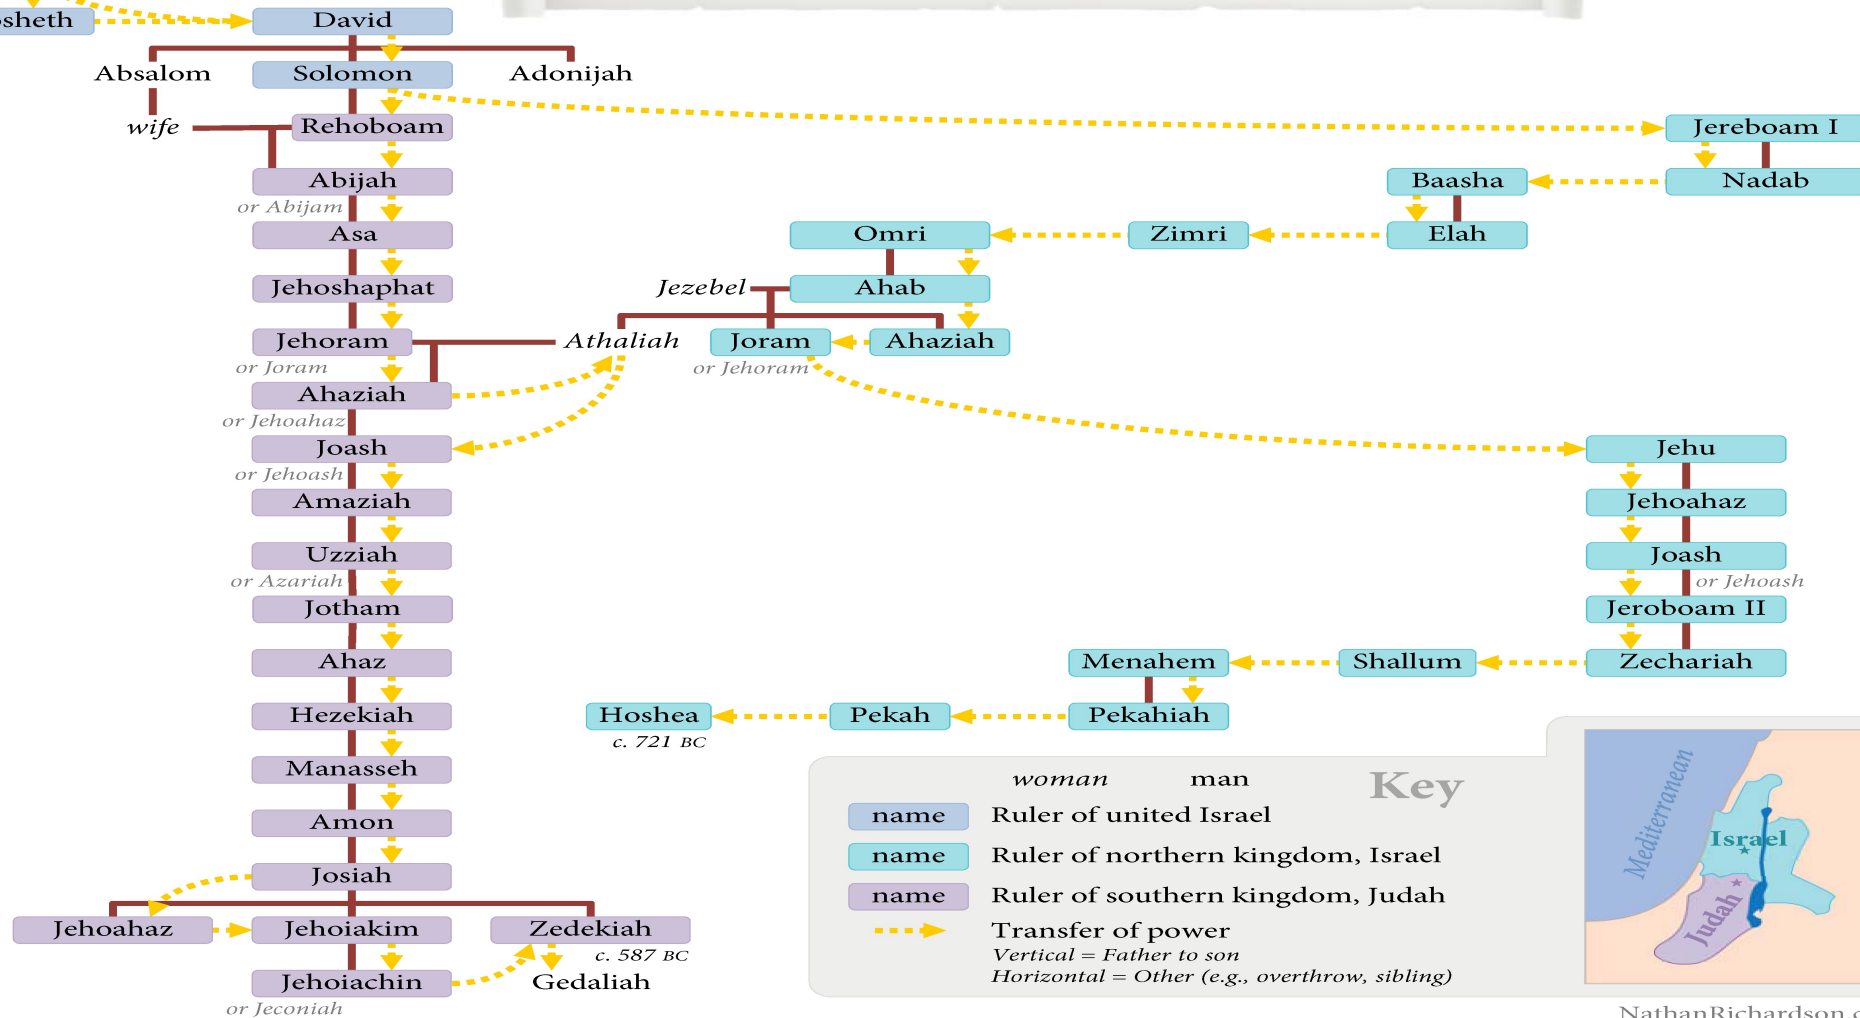 osheth
David
Absalom
Solomon
Adonijah
wife
Rehoboam
Jereboam I
Abijah
or Abijam
Baasha
Nadab
Asa
Omri
Zimri
Elah
Jehoshaphat
Jezebel
Ahab
Jehoram
or Joram
Athaliah
Joram
or Jehoram
Ahaziah
Ahaziah
or Jehoahaz
Joash
or Jehoash
Jehu
Amaziah
Jehoahaz
Uzziah
or Azariah
Joash
or Jehoash
Jotham
Jeroboam II
Ahaz
Menahem
Shallum
Zechariah
Hezekiah
Hoshea
c. 721 BC
Pekah
Pekahiah
Manasseh
Amon
Josiah
Jehoahaz
Jehoiakim
Zedekiah
c. 587 BC
Jehoiachin
or Jeconiah
Gedaliah
woman man Key
name Ruler of united Israel
name Ruler of northern kingdom, Israel
name Ruler of southern kingdom, Judah
Transfer of power
Vertical = Father to son
Horizontal = Other (e.g., overthrow, sibling)
Mediterranean
Israel
Judah
NathanRichardson.c